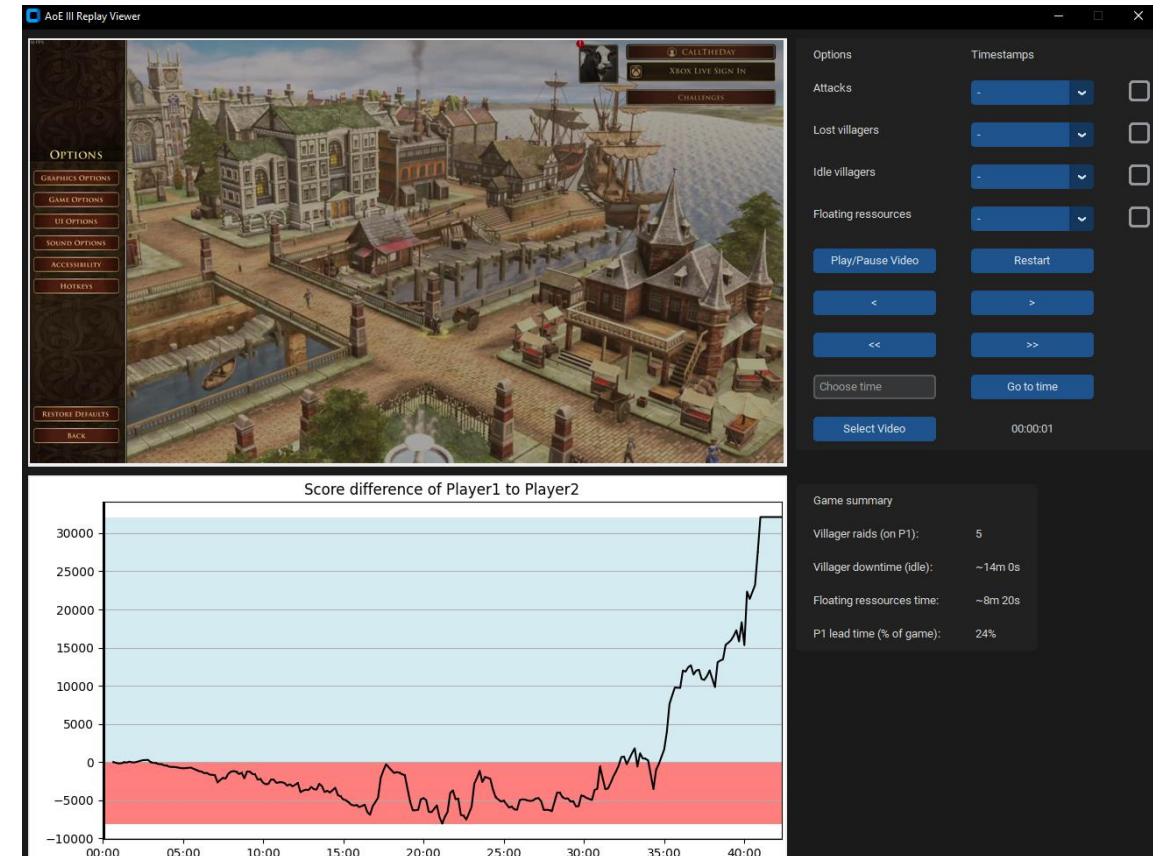 AoE III Replay Viewer
CALLTHEDAY
XBOX LIVE SIGN IN
CHALLENGES
OPTIONS
GRAPHICS OPTIONS
GAME OPTIONS
UI OPTIONS
SOUND OPTIONS
ACCESSIBILITY
HOTKEYS
RESTORE DEFAULTS
BACK
Options Timestamps
Attacks -
Lost villagers -
Idle villagers -
Floating ressources -
Play/Pause Video Restart
< >
<< >>
Choose time Go to time
Select Video 00:00:01
Score difference of Player1 to Player2
30000
25000
20000
15000
10000
5000
0
−5000
−10000
00:00 05:00 10:00 15:00 20:00 25:00 30:00 35:00 40:00
Game summary
Villager raids (on P1): 5
Villager downtime (idle): ~14m 0s
Floating ressources time: ~8m 20s
P1 lead time (% of game): 24%